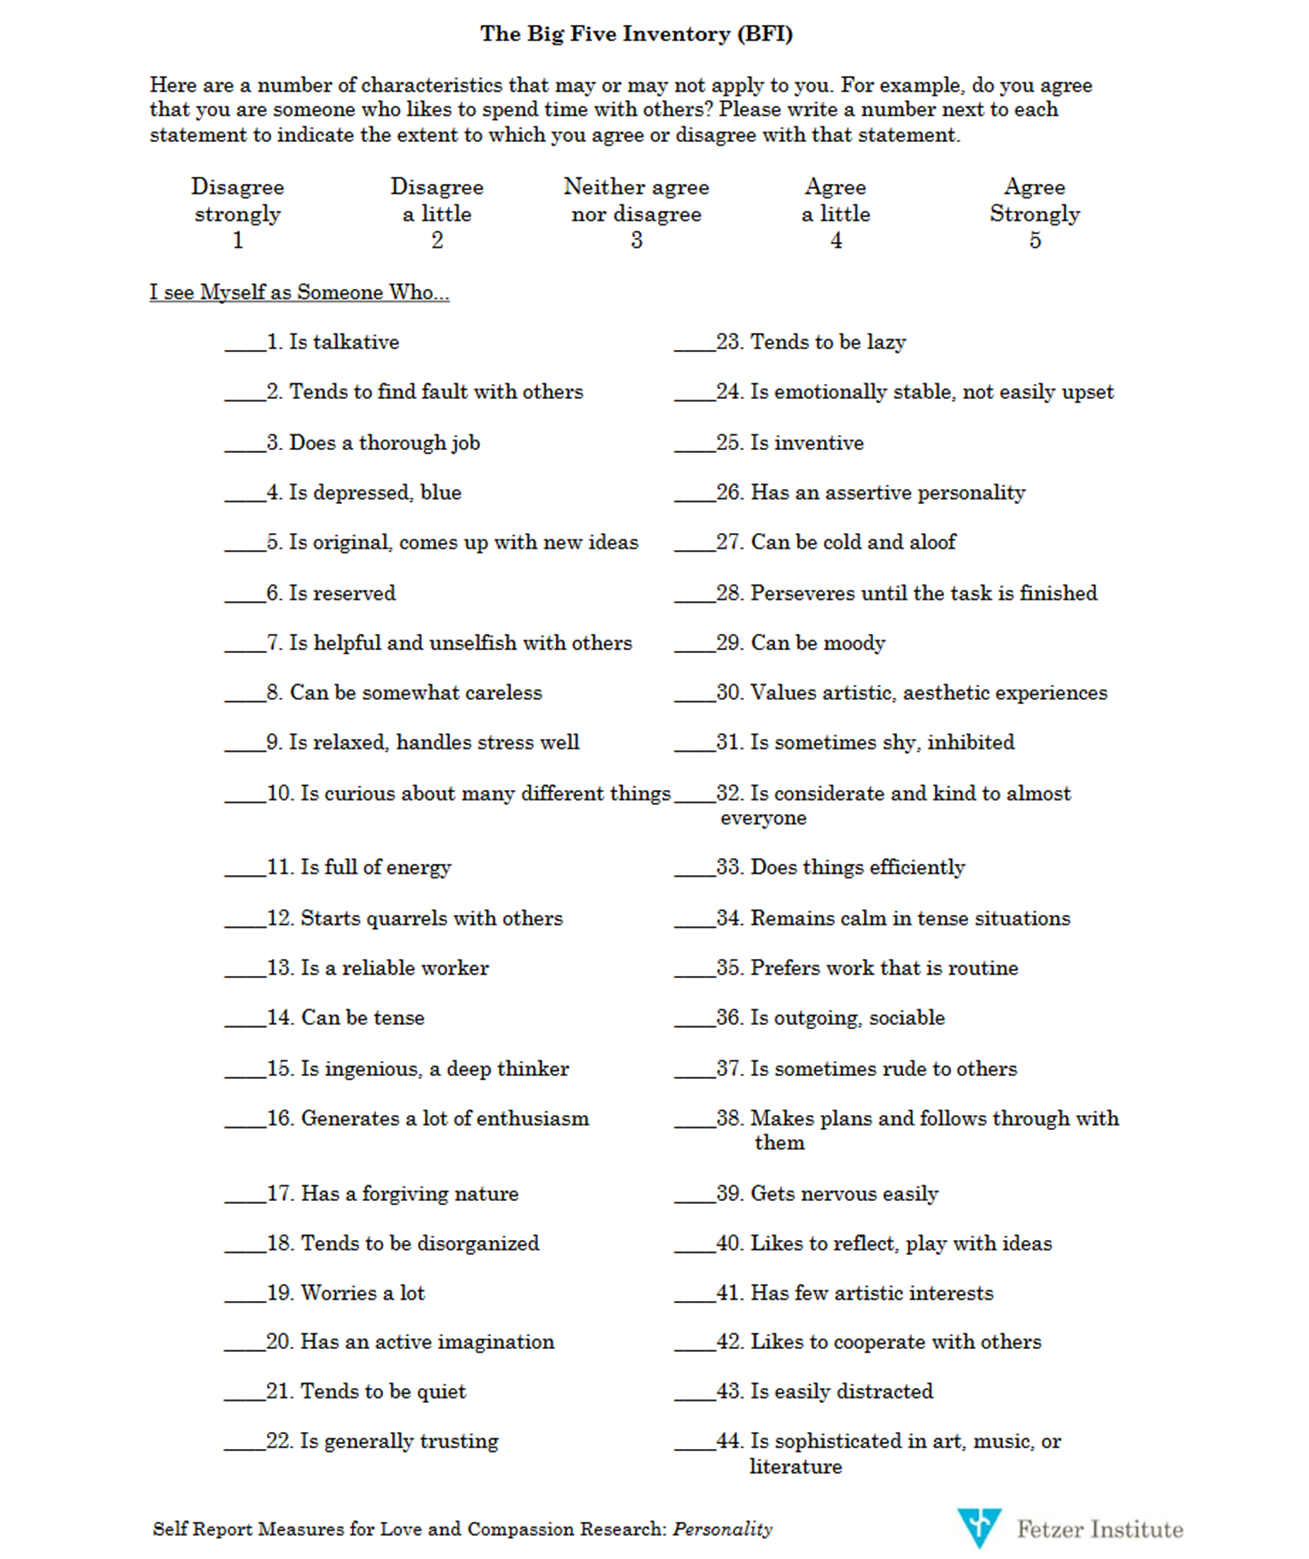 The Big Five Inventory (BFI)
Here are a number of characteristics that may or may not apply to you. For example, do you agree
that you are someone who likes to spend time with others? Please write a number next to each
statement to indicate the extent to which you agree or disagree with that statement.
Disagree Disagree Neither agree Agree Agree
strongly a little nor disagree a little Strongly
1 2 3 4 5
I see Myself as Someone Who...
____1. Is talkative
____2. Tends to find fault with others
____3. Does a thorough job
____4. Is depressed, blue
____5. Is original, comes up with new ideas
____6. Is reserved
____7. Is helpful and unselfish with others
____8. Can be somewhat careless
____9. Is relaxed, handles stress well
____10. Is curious about many different things
____11. Is full of energy
____12. Starts quarrels with others
____13. Is a reliable worker
____14. Can be tense
____15. Is ingenious, a deep thinker
____16. Generates a lot of enthusiasm
____17. Has a forgiving nature
____18. Tends to be disorganized
____19. Worries a lot
____20. Has an active imagination
____21. Tends to be quiet
____22. Is generally trusting
____23. Tends to be lazy
____24. Is emotionally stable, not easily upset
____25. Is inventive
____26. Has an assertive personality
____27. Can be cold and aloof
____28. Perseveres until the task is finished
____29. Can be moody
____30. Values artistic, aesthetic experiences
____31. Is sometimes shy, inhibited
____32. Is considerate and kind to almost
everyone
____33. Does things efficiently
____34. Remains calm in tense situations
____35. Prefers work that is routine
____36. Is outgoing, sociable
____37. Is sometimes rude to others
____38. Makes plans and follows through with
them
____39. Gets nervous easily
____40. Likes to reflect, play with ideas
____41. Has few artistic interests
____42. Likes to cooperate with others
____43. Is easily distracted
____44. Is sophisticated in art, music, or
literature
Self Report Measures for Love and Compassion Research: Personality
Fetzer Institute